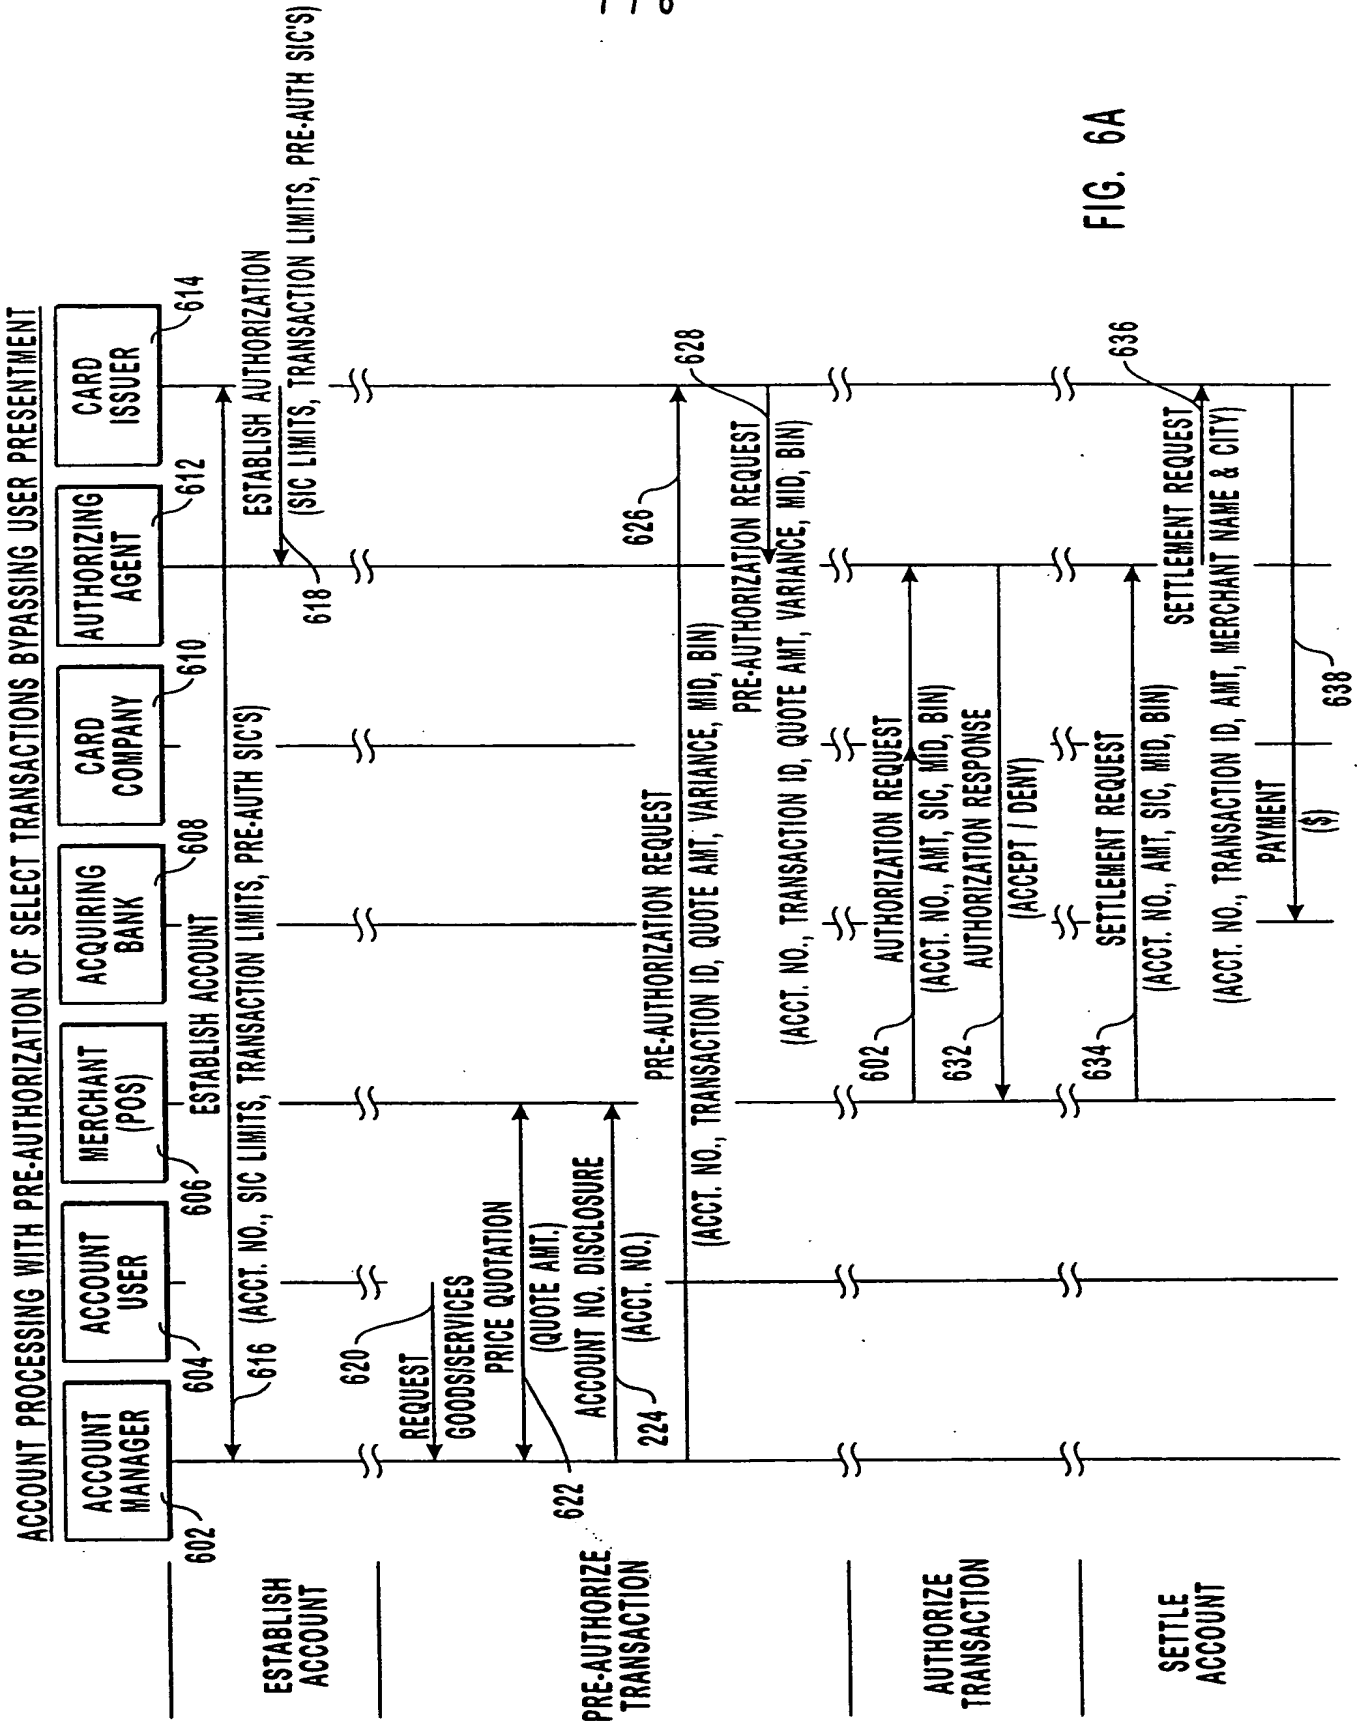 ACCOUNT PROCESSING WITH PRE-AUTHORIZATION OF SELECT TRANSACTIONS BYPASSING USER PRESENTMENT
ACCOUNT
MANAGER
602
ACCOUNT
USER
604
MERCHANT
(POS)
606
ACQUIRING
BANK
608
CARD
COMPANY
610
AUTHORIZING
AGENT
612
CARD
ISSUER
614
ESTABLISH
ACCOUNT
ESTABLISH ACCOUNT
616
(ACCT. NO., SIC LIMITS, TRANSACTION LIMITS, PRE-AUTH SIC'S)
ESTABLISH AUTHORIZATION
618
(SIC LIMITS, TRANSACTION LIMITS, PRE-AUTH SIC'S)
PRE-AUTHORIZE
TRANSACTION
620
REQUEST
GOODS/SERVICES
PRICE QUOTATION
(QUOTE AMT.)
622
ACCOUNT NO. DISCLOSURE
(ACCT. NO.)
224
PRE-AUTHORIZATION REQUEST
626
(ACCT. NO., TRANSACTION ID, QUOTE AMT, VARIANCE, MID, BIN)
628
PRE-AUTHORIZATION REQUEST
(ACCT. NO., TRANSACTION ID, QUOTE AMT, VARIANCE, MID, BIN)
AUTHORIZE
TRANSACTION
602
AUTHORIZATION REQUEST
(ACCT. NO., AMT, SIC, MID, BIN)
632
AUTHORIZATION RESPONSE
(ACCEPT / DENY)
SETTLE
ACCOUNT
634
SETTLEMENT REQUEST
(ACCT. NO., AMT, SIC, MID, BIN)
636
SETTLEMENT REQUEST
(ACCT. NO., TRANSACTION ID, AMT, MERCHANT NAME & CITY)
PAYMENT
($)
638
FIG. 6A